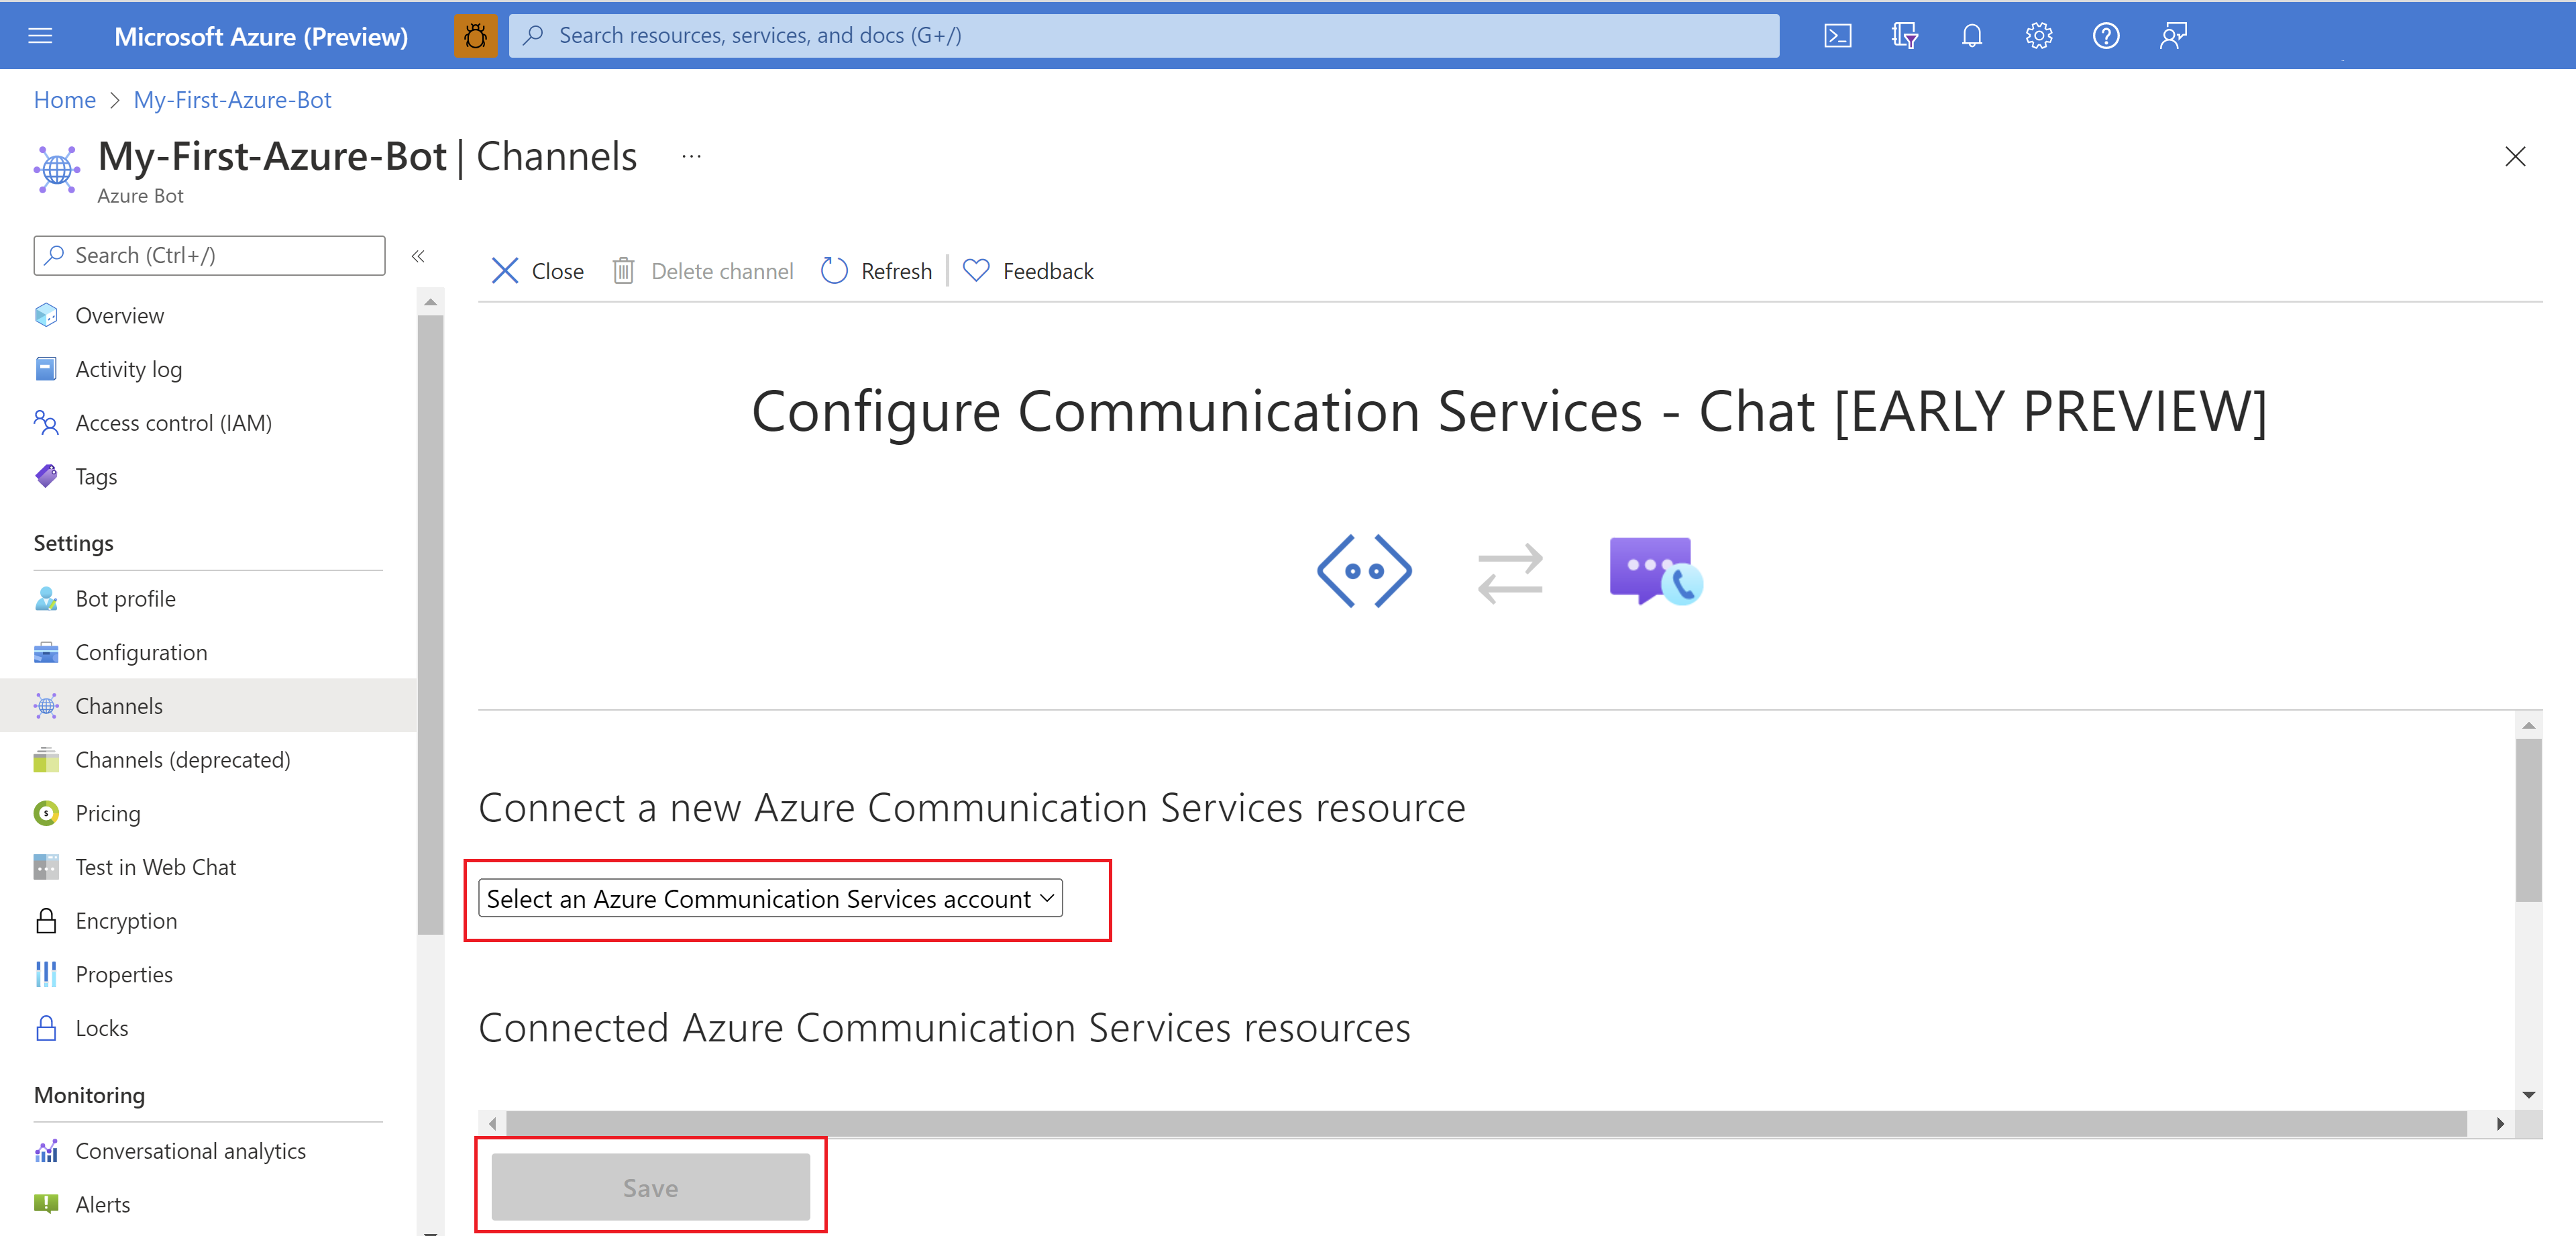 Microsoft Azure (Preview)
Search resources, services, and docs (G+/)
Home > My-First-Azure-Bot
My-First-Azure-Bot | Channels ...
Azure Bot
Search (Ctrl+/)
«
Overview
Activity log
Access control (IAM)
Tags
Settings
Bot profile
Configuration
Channels
Channels (deprecated)
Pricing
Test in Web Chat
Encryption
Properties
Locks
Monitoring
Conversational analytics
Alerts
Close Delete channel Refresh Feedback
Configure Communication Services - Chat [EARLY PREVIEW]
Connect a new Azure Communication Services resource
Select an Azure Communication Services account
Connected Azure Communication Services resources
Save